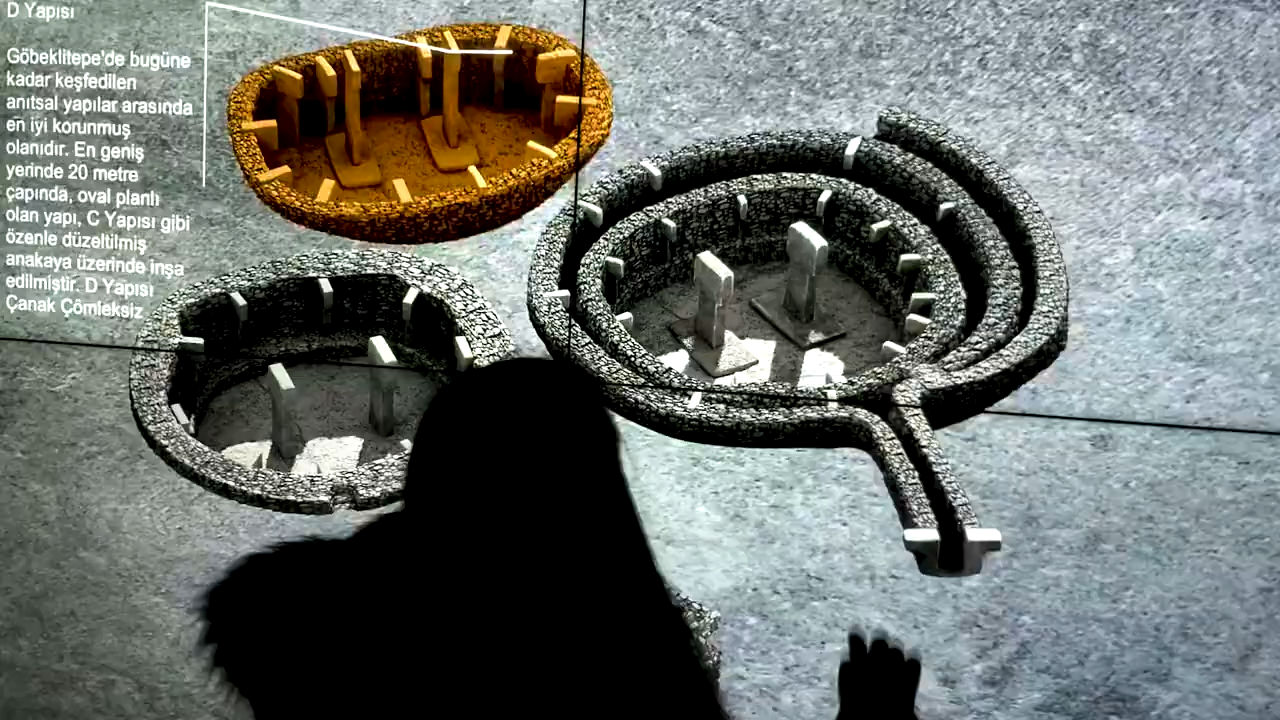 D Yapısı
Göbeklitepe'de bugüne
kadar keşfedilen
anıtsal yapılar arasında
en iyi korunmuş
olanıdır. En geniş
yerinde 20 metre
çapında, oval planlı
olan yapı, C Yapısı gibi
özenle düzeltilmiş
anakaya üzerinde inşa
edilmiştir. D Yapısı
Çanak Çömleksiz